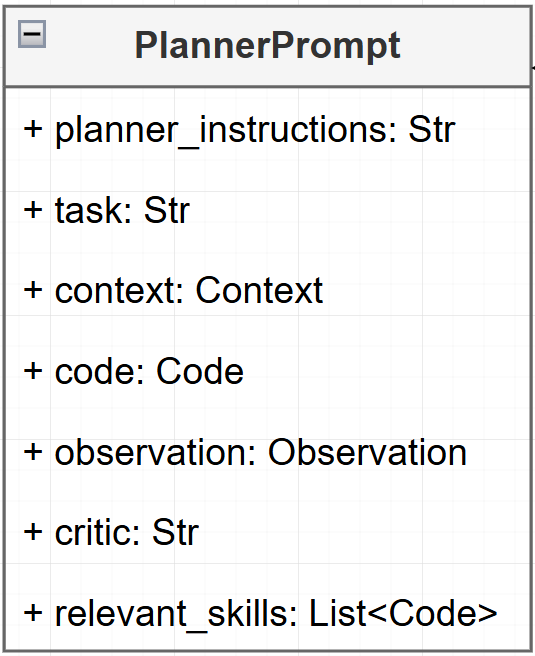 PlannerPrompt
+ planner_instructions: Str
+ task: Str
+ context: Context
+ code: Code
+ observation: Observation
+ critic: Str
+ relevant_skills: List<Code>